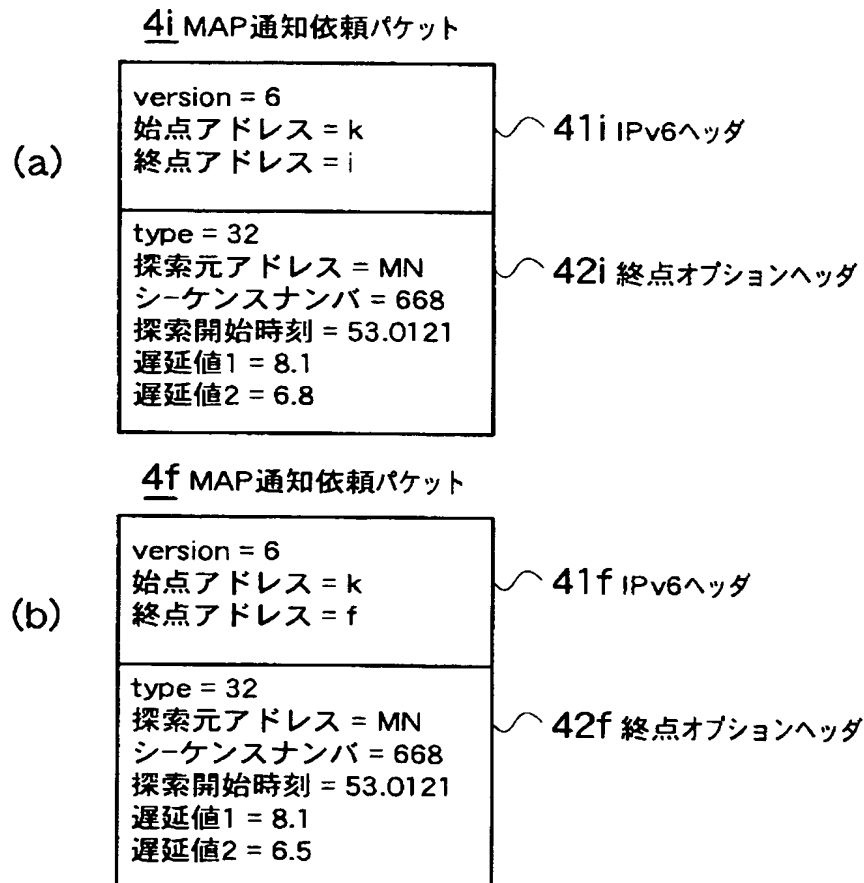 4i MAP通知依頼パケット
(a)
version = 6
始点アドレス = k
終点アドレス = i
41i IPv6ヘッダ
type = 32
探索元アドレス = MN
シーケンスナンバ = 668
探索開始時刻 = 53.0121
遅延値1 = 8.1
遅延値2 = 6.8
42i 終点オプションヘッダ
4f MAP通知依頼パケット
(b)
version = 6
始点アドレス = k
終点アドレス = f
41f IPv6ヘッダ
type = 32
探索元アドレス = MN
シーケンスナンバ = 668
探索開始時刻 = 53.0121
遅延値1 = 8.1
遅延値2 = 6.5
42f 終点オプションヘッダ